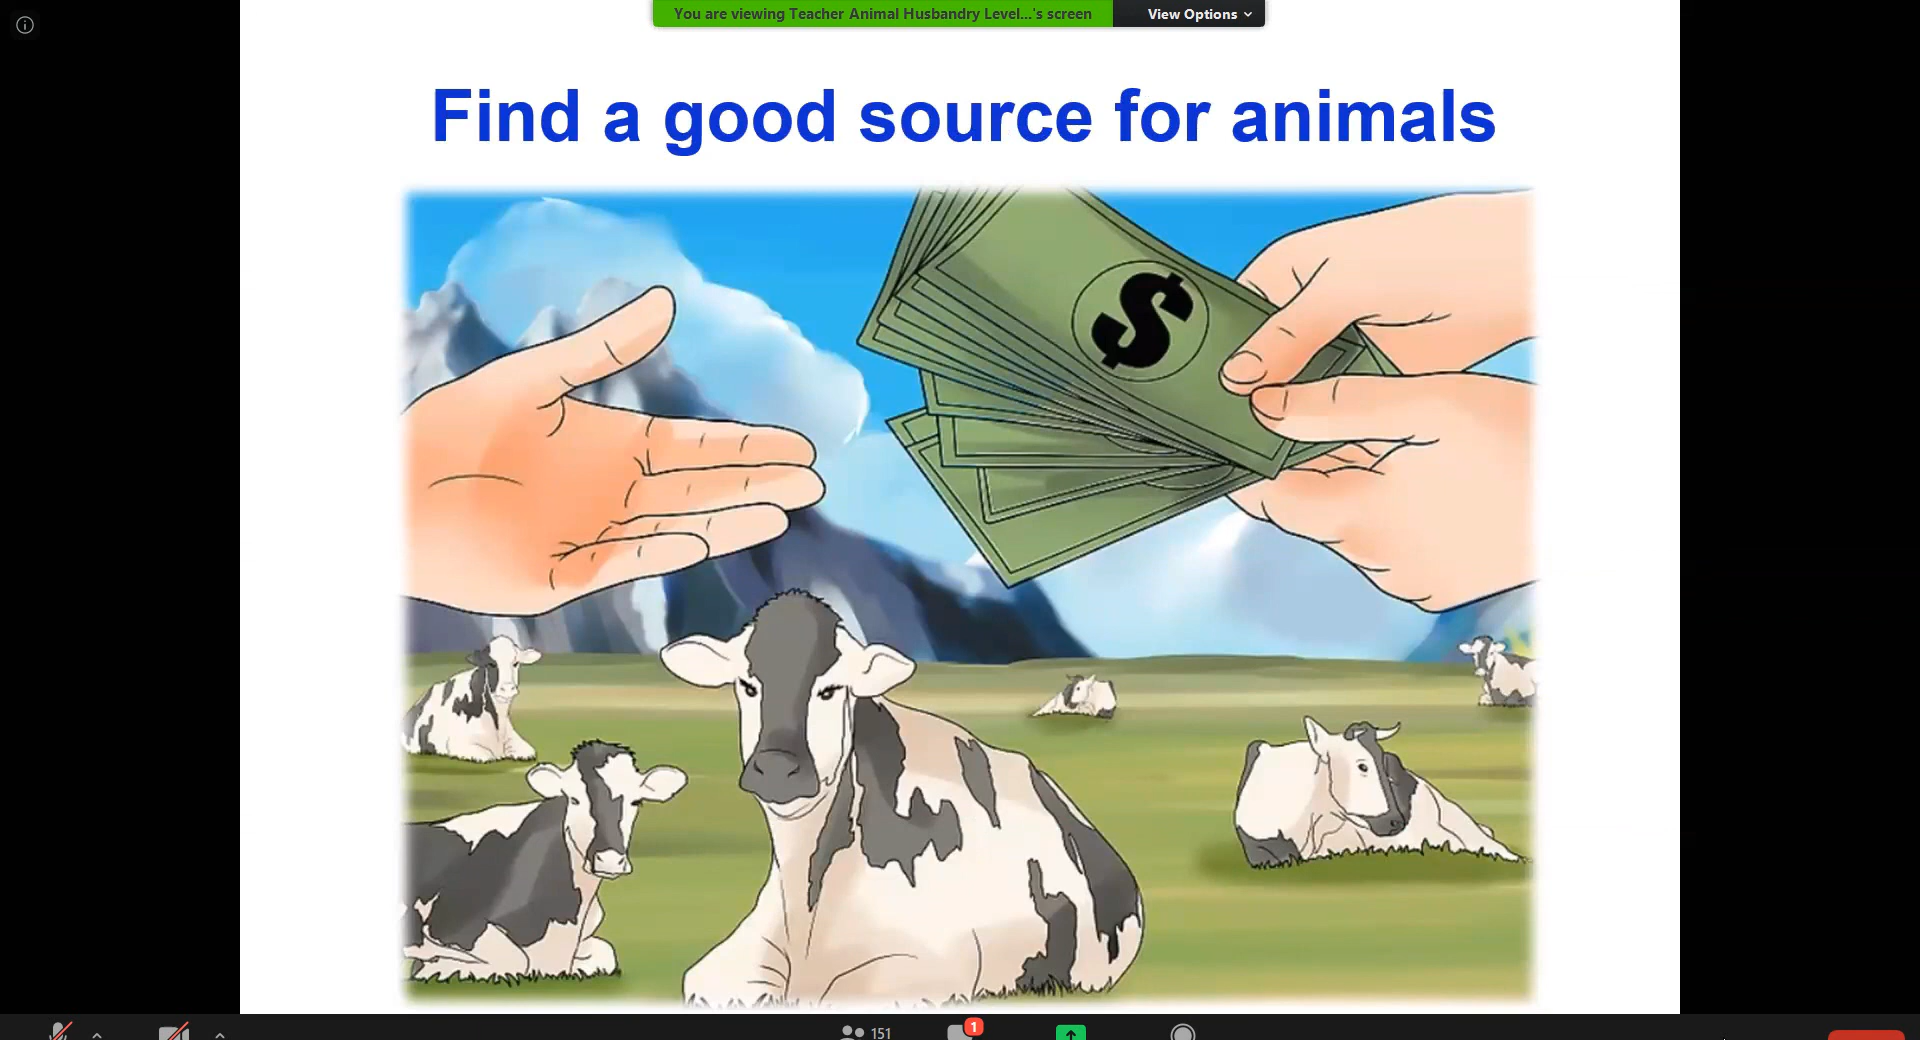 You are viewing Teacher Animal Husbandry Level...'s screen
View Options
Find a good source for animals
$
151
1